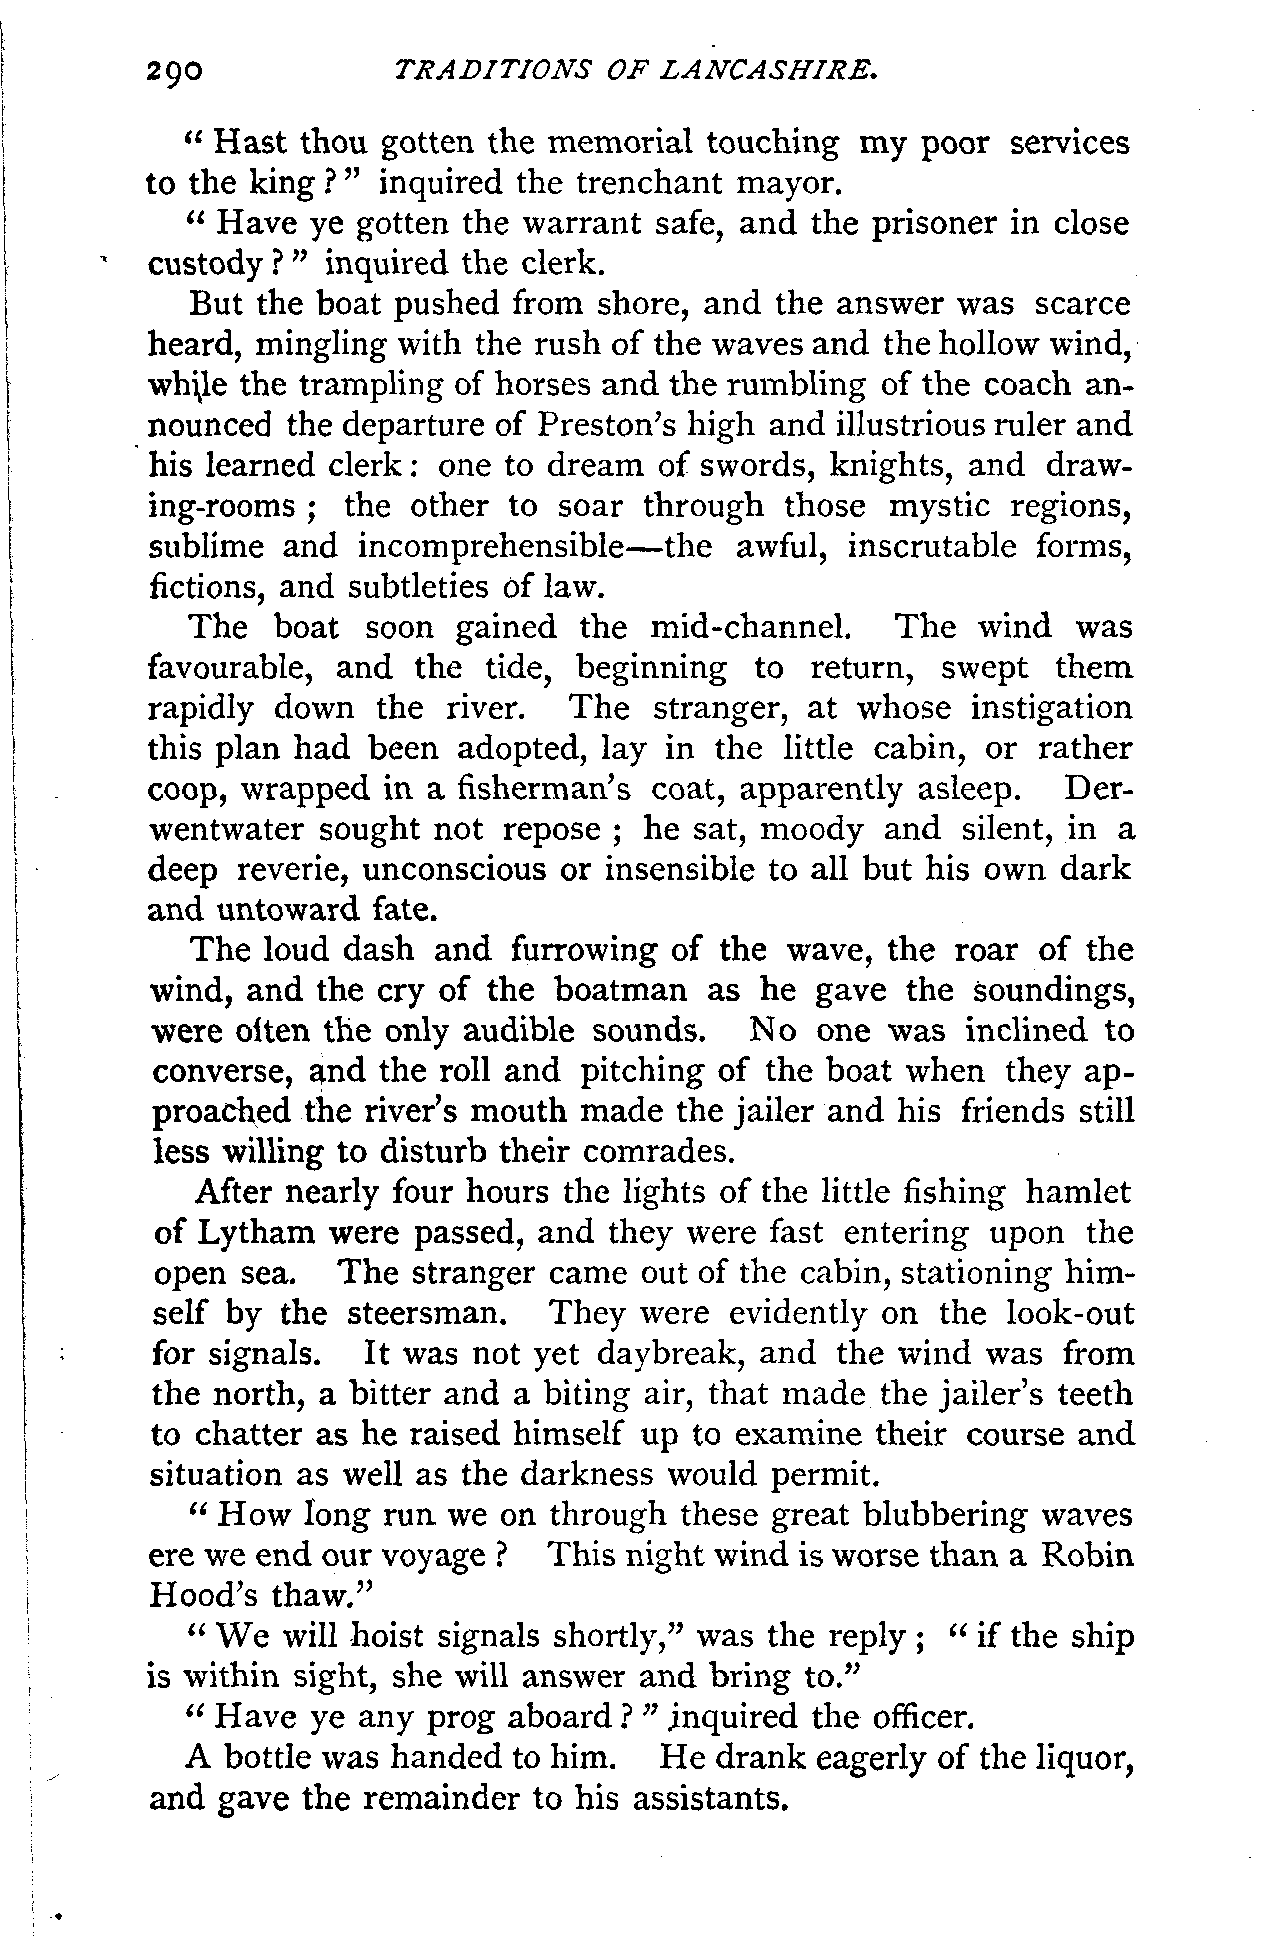 290 TRADITIONS OF LANCASHIRE.
“ Hast thou gotten the memorial touching my poor services
to the king ? ” inquired the trenchant mayor.
“ Have ye gotten the warrant safe, and the prisoner in close
custody ? ” inquired the clerk.
But the boat pushed from shore, and the answer was scarce
heard, mingling with the rush of the waves and the hollow wind,
while the trampling of horses and the rumbling of the coach an-
nounced the departure of Preston’s high and illustrious ruler and
his learned clerk : one to dream of swords, knights, and draw-
ing-rooms ; the other to soar through those mystic regions,
sublime and incomprehensible—the awful, inscrutable forms,
fictions, and subtleties of law.
The boat soon gained the mid-channel. The wind was
favourable, and the tide, beginning to return, swept them
rapidly down the river. The stranger, at whose instigation
this plan had been adopted, lay in the little cabin, or rather
coop, wrapped in a fisherman’s coat, apparently asleep. Der-
wentwater sought not repose ; he sat, moody and silent, in a
deep reverie, unconscious or insensible to all but his own dark
and untoward fate.
The loud dash and furrowing of the wave, the roar of the
wind, and the cry of the boatman as he gave the soundings,
were often the only audible sounds. No one was inclined to
converse, and the roll and pitching of the boat when they ap-
proached the river’s mouth made the jailer and his friends still
less willing to disturb their comrades.
After nearly four hours the lights of the little fishing hamlet
of Lytham were passed, and they were fast entering upon the
open sea. The stranger came out of the cabin, stationing him-
self by the steersman. They were evidently on the look-out
for signals. It was not yet daybreak, and the wind was from
the north, a bitter and a biting air, that made the jailer’s teeth
to chatter as he raised himself up to examine their course and
situation as well as the darkness would permit.
“ How long run we on through these great blubbering waves
ere we end our voyage ? This night wind is worse than a Robin
Hood’s thaw.”
“ We will hoist signals shortly,” was the reply ; “ if the ship
is within sight, she will answer and bring to.”
“ Have ye any prog aboard ? ” inquired the officer.
A bottle was handed to him. He drank eagerly of the liquor,
and gave the remainder to his assistants.